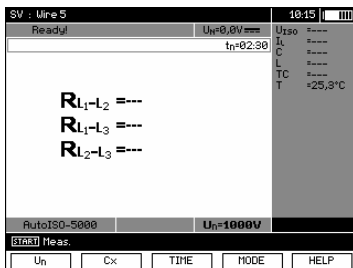 SV : Wire 5 10:15
Ready! UN=0,0V
tn=02:30
UISO =---
IL =---
C =---
L =---
TC =---
T =25,3°C
RL1-L2 =---
RL1-L3 =---
RL2-L3 =---
AutoISO-5000 Un=1000V
START Meas.
Un Cx TIME MODE HELP